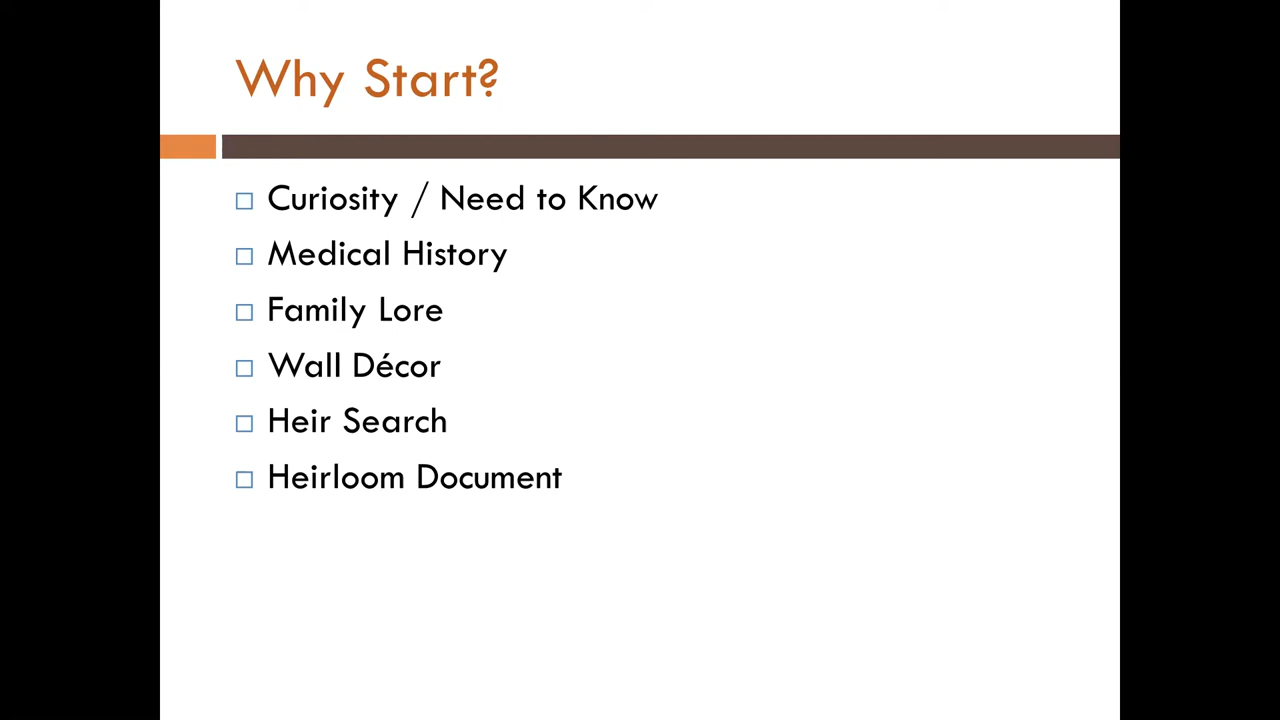 Why Start?
Curiosity / Need to Know
Medical History
Family Lore
Wall Décor
Heir Search
Heirloom Document